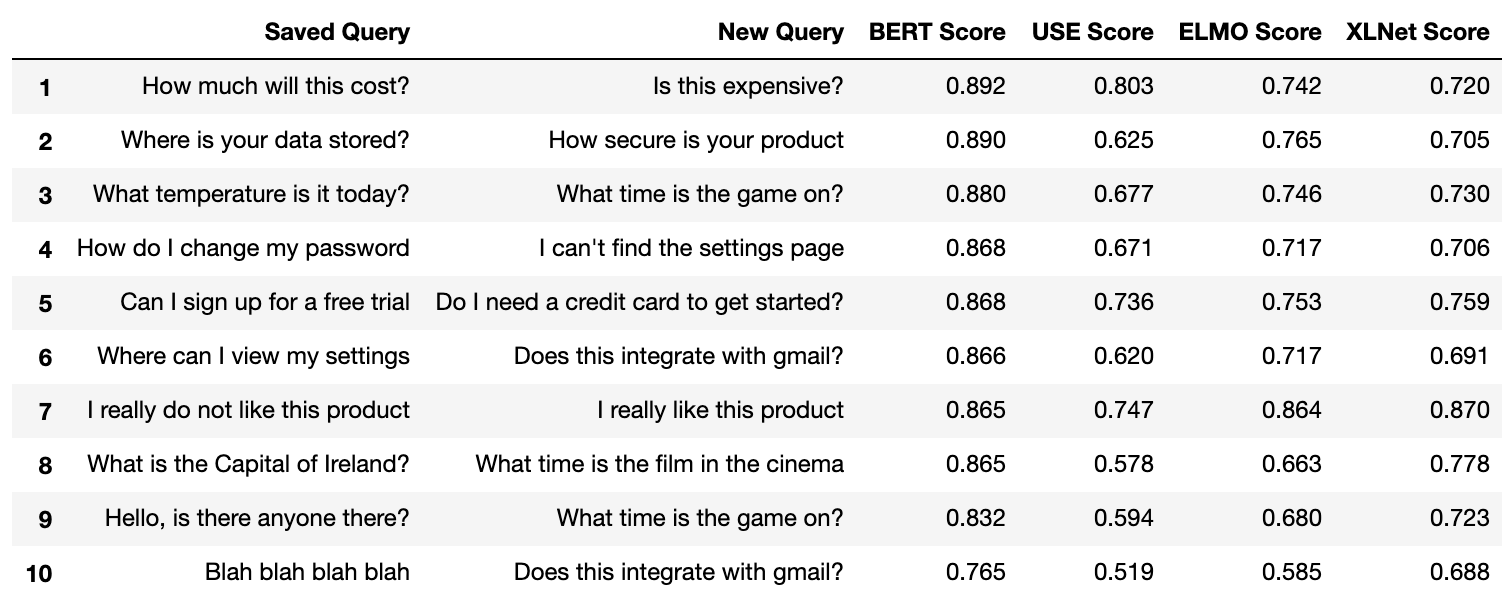 Saved Query New Query BERT Score USE Score ELMO Score XLNet Score
1 How much will this cost? Is this expensive? 0.892 0.803 0.742 0.720
2 Where is your data stored? How secure is your product 0.890 0.625 0.765 0.705
3 What temperature is it today? What time is the game on? 0.880 0.677 0.746 0.730
4 How do I change my password I can't find the settings page 0.868 0.671 0.717 0.706
5 Can I sign up for a free trial Do I need a credit card to get started? 0.868 0.736 0.753 0.759
6 Where can I view my settings Does this integrate with gmail? 0.866 0.620 0.717 0.691
7 I really do not like this product I really like this product 0.865 0.747 0.864 0.870
8 What is the Capital of Ireland? What time is the film in the cinema 0.865 0.578 0.663 0.778
9 Hello, is there anyone there? What time is the game on? 0.832 0.594 0.680 0.723
10 Blah blah blah blah Does this integrate with gmail? 0.765 0.519 0.585 0.688